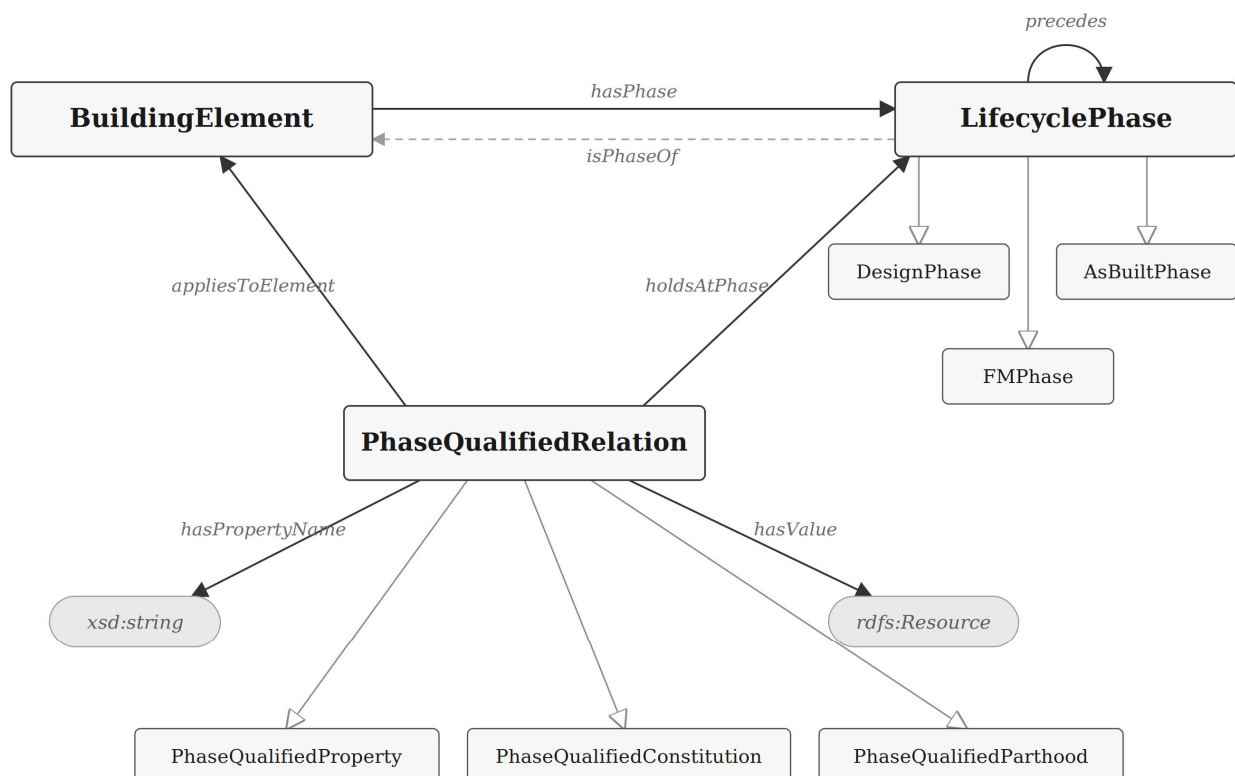 precedes
BuildingElement
hasPhase
LifecyclePhase
isPhaseOf
DesignPhase
AsBuiltPhase
appliesToElement
holdsAtPhase
FMPhase
PhaseQualifiedRelation
hasPropertyName
hasValue
xsd:string
rdfs:Resource
PhaseQualifiedProperty
PhaseQualifiedConstitution
PhaseQualifiedParthood